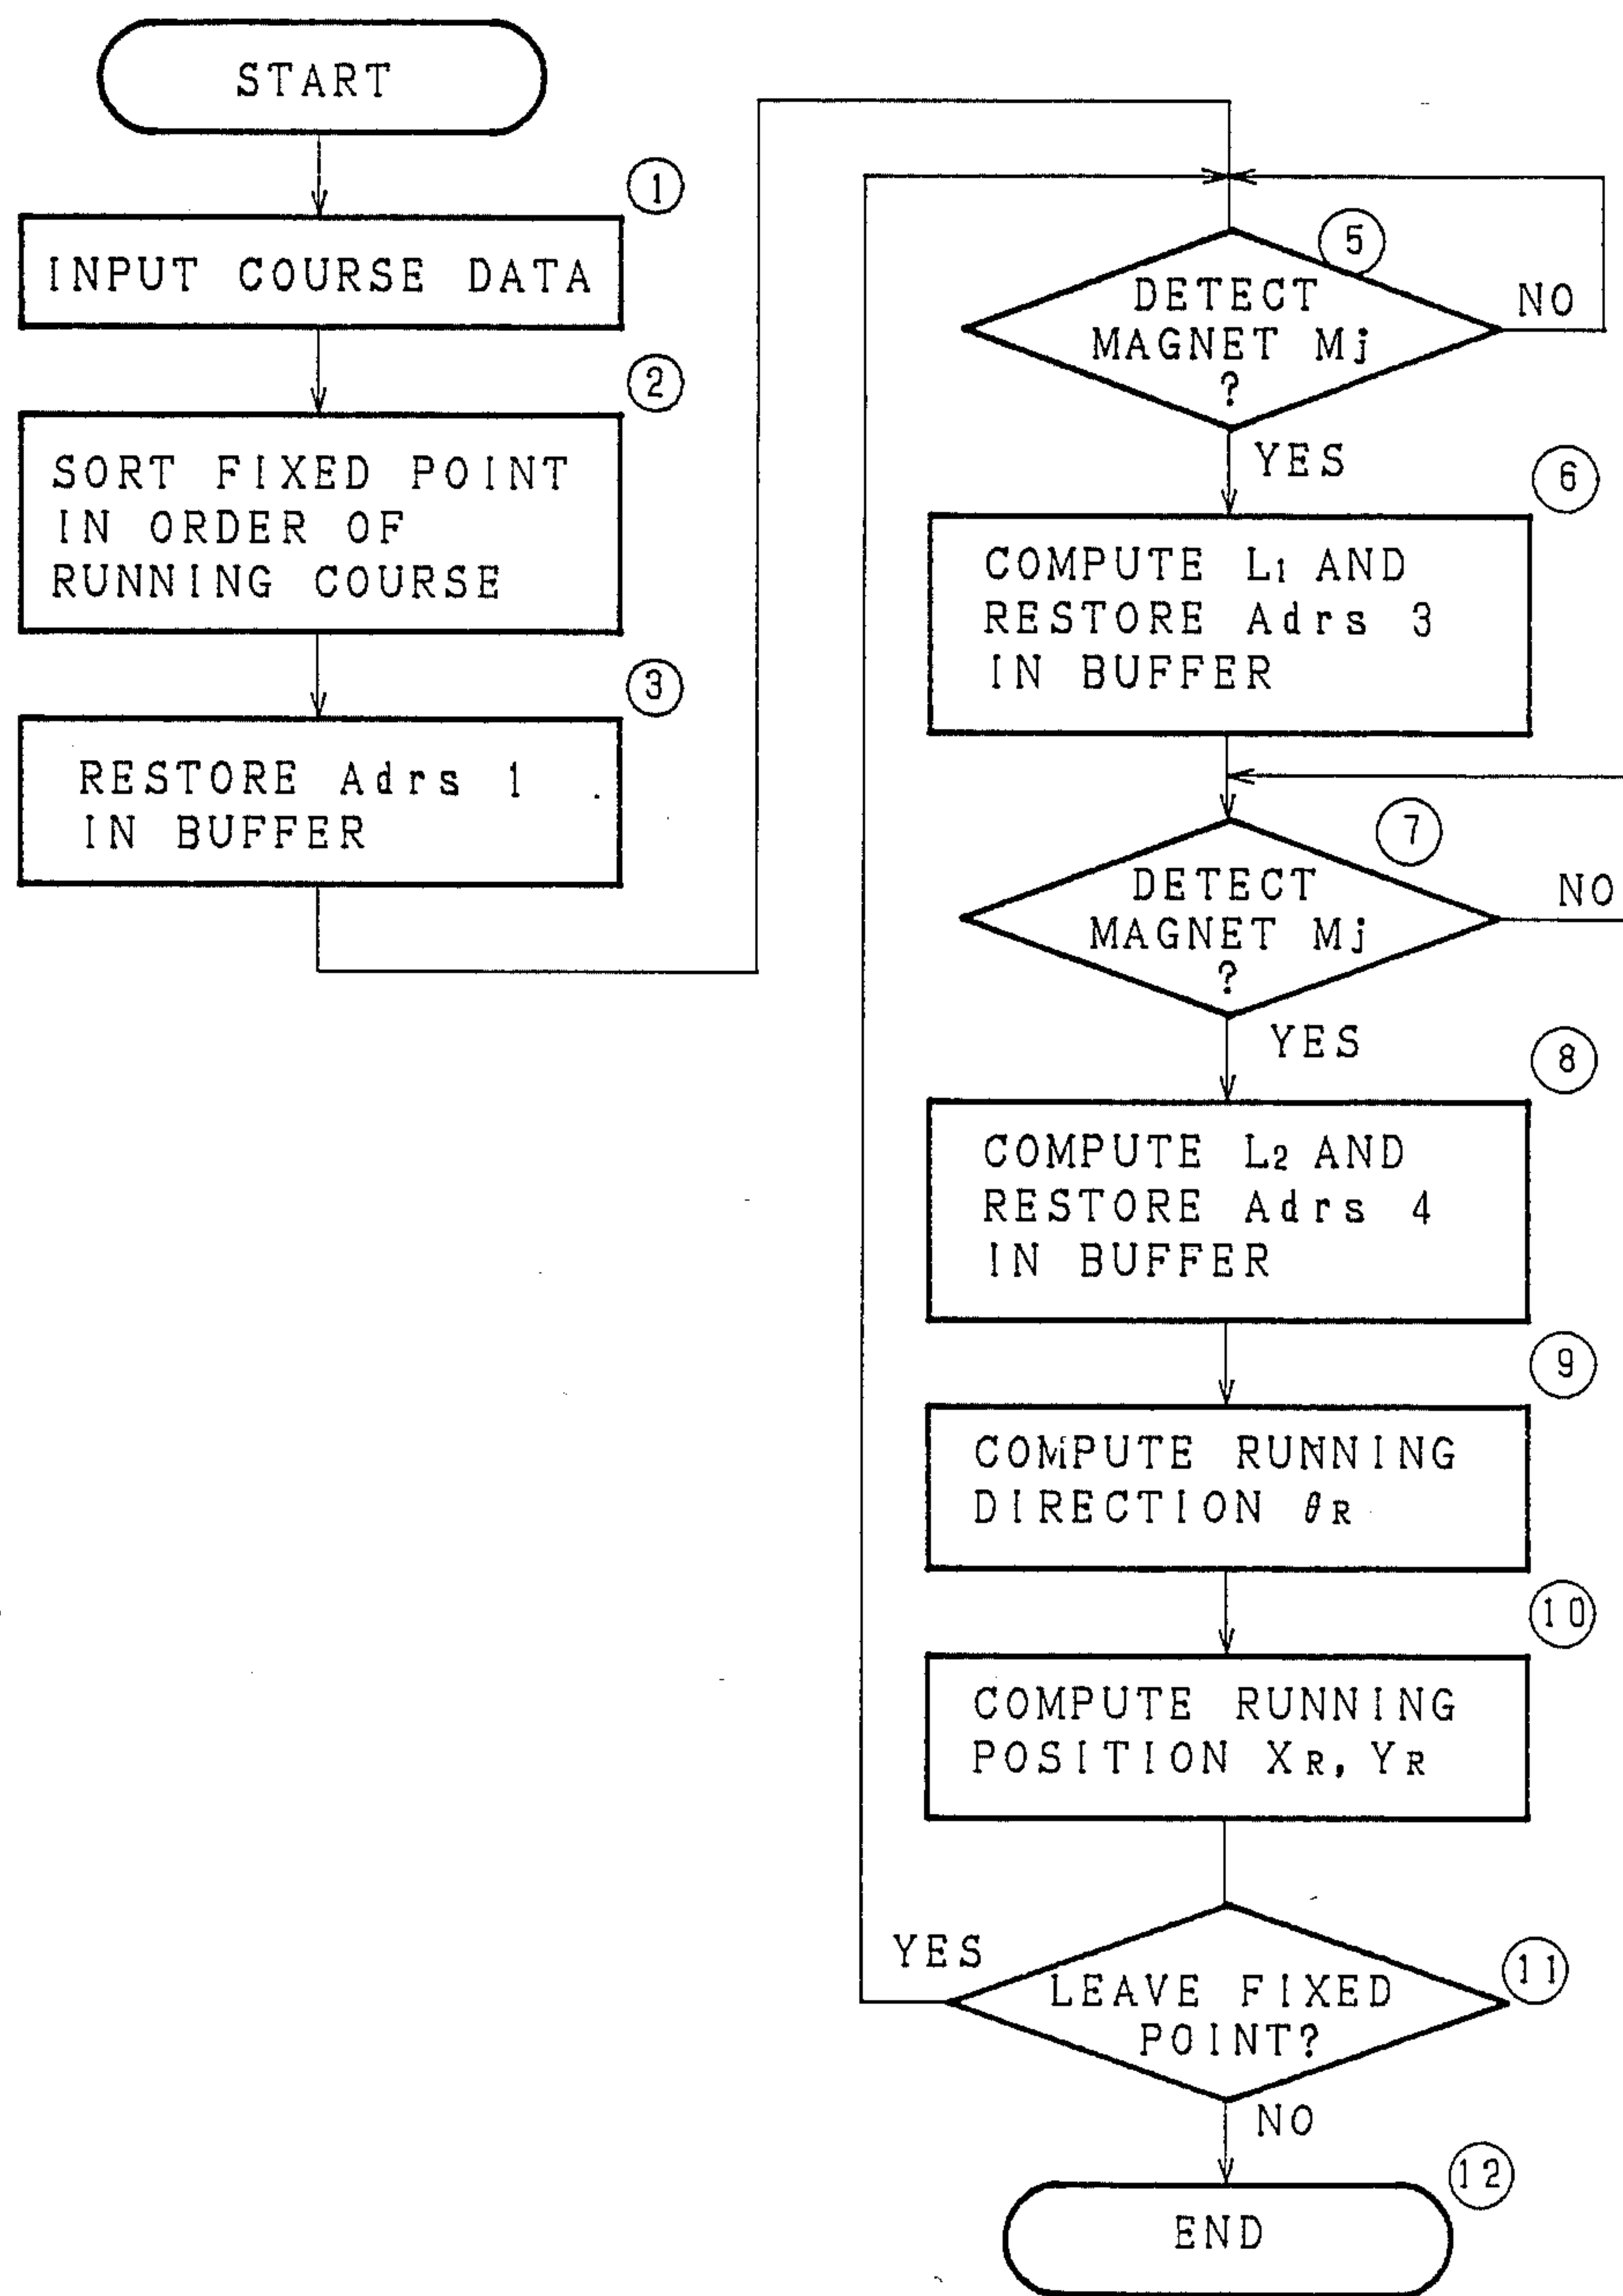 START
1
INPUT COURSE DATA
2
SORT FIXED POINT
IN ORDER OF
RUNNING COURSE
3
RESTORE Adrs 1
IN BUFFER
5
DETECT
MAGNET Mj
?
NO
YES
6
COMPUTE L1 AND
RESTORE Adrs 3
IN BUFFER
7
DETECT
MAGNET Mj
?
NO
YES
8
COMPUTE L2 AND
RESTORE Adrs 4
IN BUFFER
9
COMPUTE RUNNING
DIRECTION θR
10
COMPUTE RUNNING
POSITION XR, YR
11
YES
LEAVE FIXED
POINT?
NO
12
END